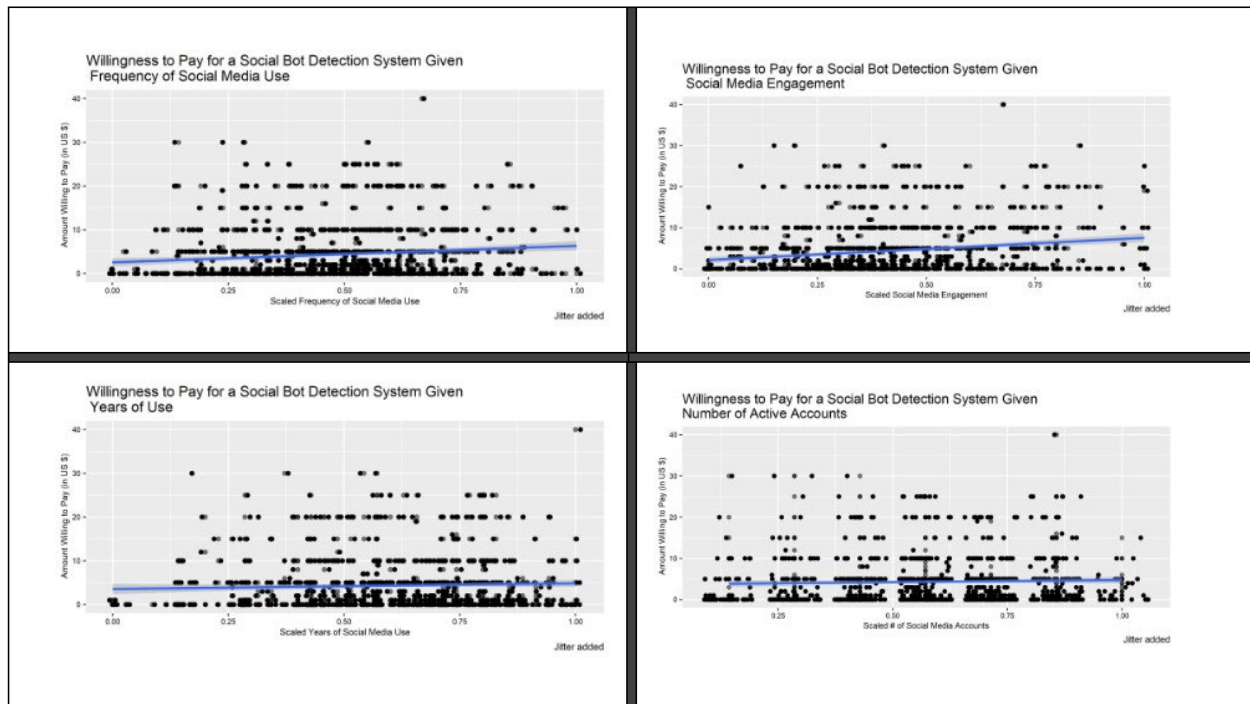 Willingness to Pay for a Social Bot Detection System Given
Frequency of Social Media Use
Amount Willing to Pay (in US $)
40
30
20
10
0
0.00 0.25 0.50 0.75 1.00
Scaled Frequency of Social Media Use
Jitter added
Willingness to Pay for a Social Bot Detection System Given
Social Media Engagement
Amount Willing to Pay (in US $)
40
30
20
10
0
0.00 0.25 0.50 0.75 1.00
Scaled Social Media Engagement
Jitter added
Willingness to Pay for a Social Bot Detection System Given
Years of Use
Amount Willing to Pay (in US $)
40
30
20
10
0
0.00 0.25 0.50 0.75 1.00
Scaled Years of Social Media Use
Jitter added
Willingness to Pay for a Social Bot Detection System Given
Number of Active Accounts
Amount Willing to Pay (in US $)
40
30
20
10
0
0.25 0.50 0.75 1.00
Scaled # of Social Media Accounts
Jitter added